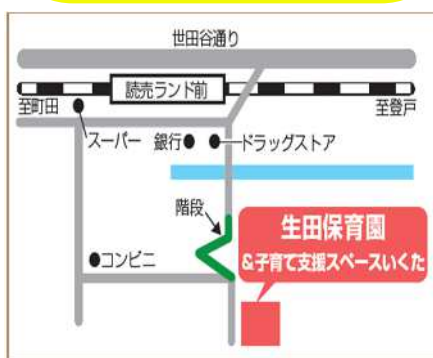 世田谷通り
読売ランド前
至町田
至登戸
スーパー
銀行
ドラッグストア
階段
生田保育園
&子育て支援スペースいくた
コンビニ